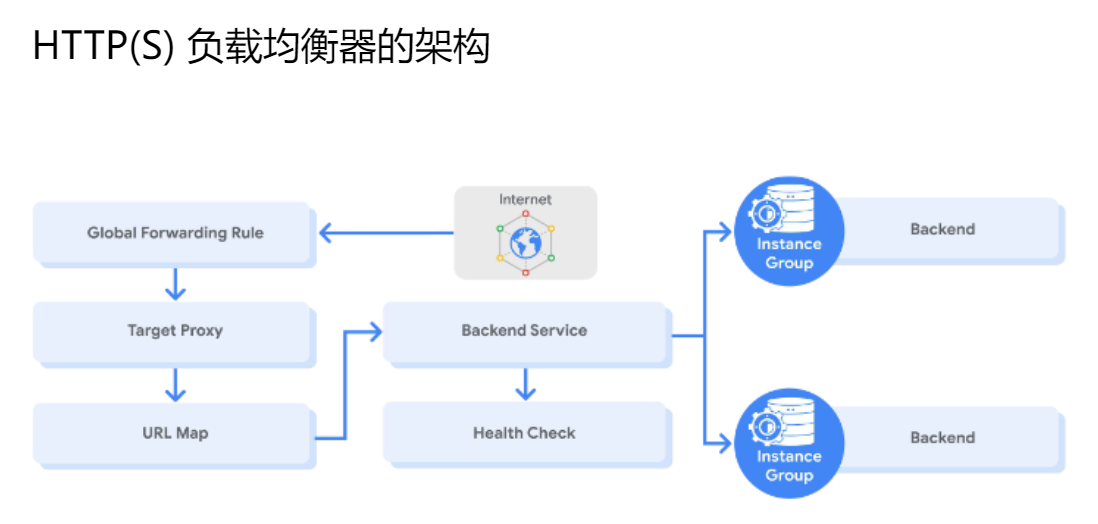 HTTP(S) 负载均衡器的架构
Internet
Global Forwarding Rule
Target Proxy
URL Map
Backend Service
Health Check
Instance
Group
Backend
Instance
Group
Backend